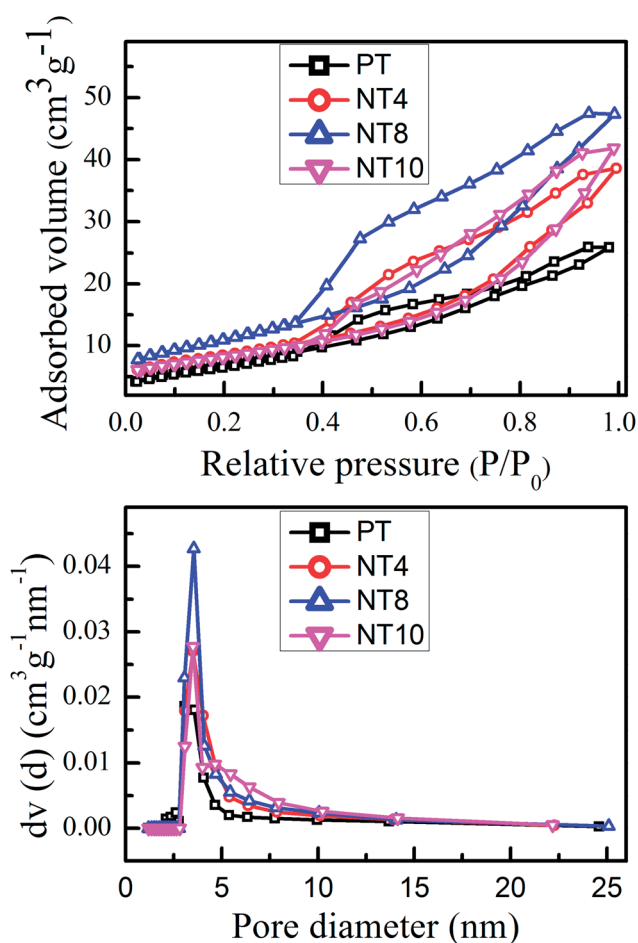 PT
NT4
NT8
NT10
Adsorbed volume (cm³g⁻¹)
50
40
30
20
10
0.0 0.2 0.4 0.6 0.8 1.0
Relative pressure (P/P₀)
PT
NT4
NT8
NT10
dv (d) (cm³g⁻¹nm⁻¹)
0.04
0.03
0.02
0.01
0.00
0 5 10 15 20 25
Pore diameter (nm)